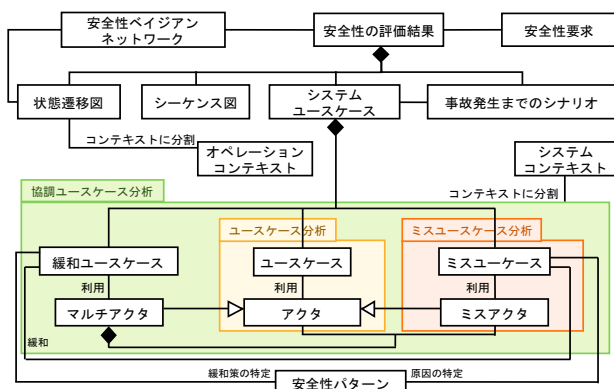 安全性ベイジアン
ネットワーク
安全性の評価結果
安全性要求
状態遷移図
シーケンス図
システム
ユースケース
事故発生までのシナリオ
コンテキストに分割
オペレーション
コンテキスト
システム
コンテキスト
協調ユースケース分析
コンテキストに分割
ユースケース分析
ミスユースケース分析
緩和ユースケース
ユースケース
ミスユーケース
利用
利用
利用
マルチアクタ
アクタ
ミスアクタ
緩和
緩和策の特定
原因の特定
安全性パターン